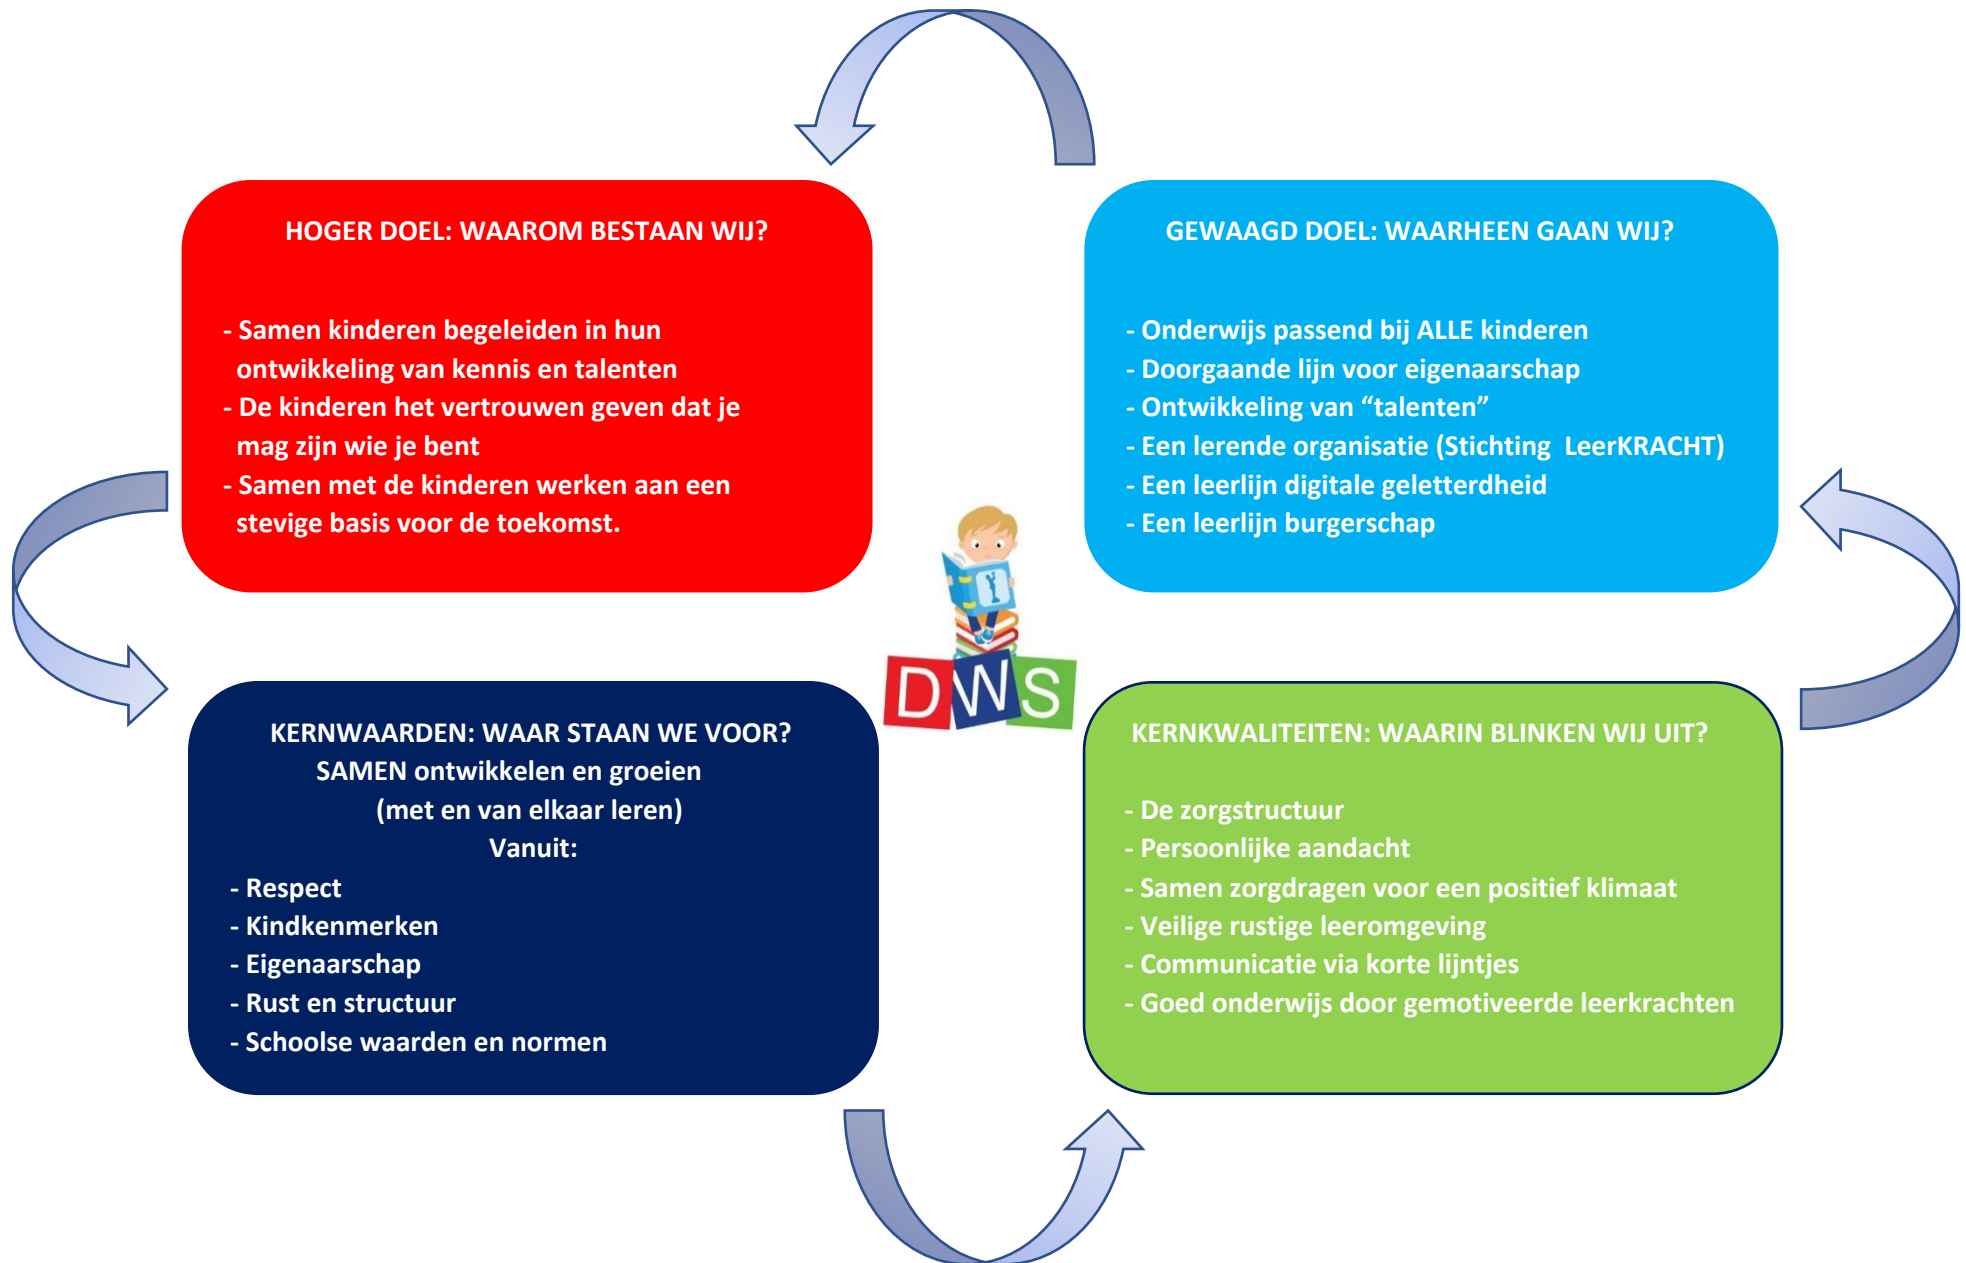 HOGER DOEL: WAAROM BESTAAN WIJ?
- Samen kinderen begeleiden in hun
ontwikkeling van kennis en talenten
- De kinderen het vertrouwen geven dat je
mag zijn wie je bent
- Samen met de kinderen werken aan een
stevige basis voor de toekomst.
GEWAAGD DOEL: WAARHEEN GAAN WIJ?
- Onderwijs passend bij ALLE kinderen
- Doorgaande lijn voor eigenaarschap
- Ontwikkeling van “talenten”
- Een lerende organisatie (Stichting LeerKRACHT)
- Een leerlijn digitale geletterdheid
- Een leerlijn burgerschap
DWS
KERNWAARDEN: WAAR STAAN WE VOOR?
SAMEN ontwikkelen en groeien
(met en van elkaar leren)
Vanuit:
- Respect
- Kindkenmerken
- Eigenaarschap
- Rust en structuur
- Schoolse waarden en normen
KERNKWALITEITEN: WAARIN BLINKEN WIJ UIT?
- De zorgstructuur
- Persoonlijke aandacht
- Samen zorgdragen voor een positief klimaat
- Veilige rustige leeromgeving
- Communicatie via korte lijntjes
- Goed onderwijs door gemotiveerde leerkrachten